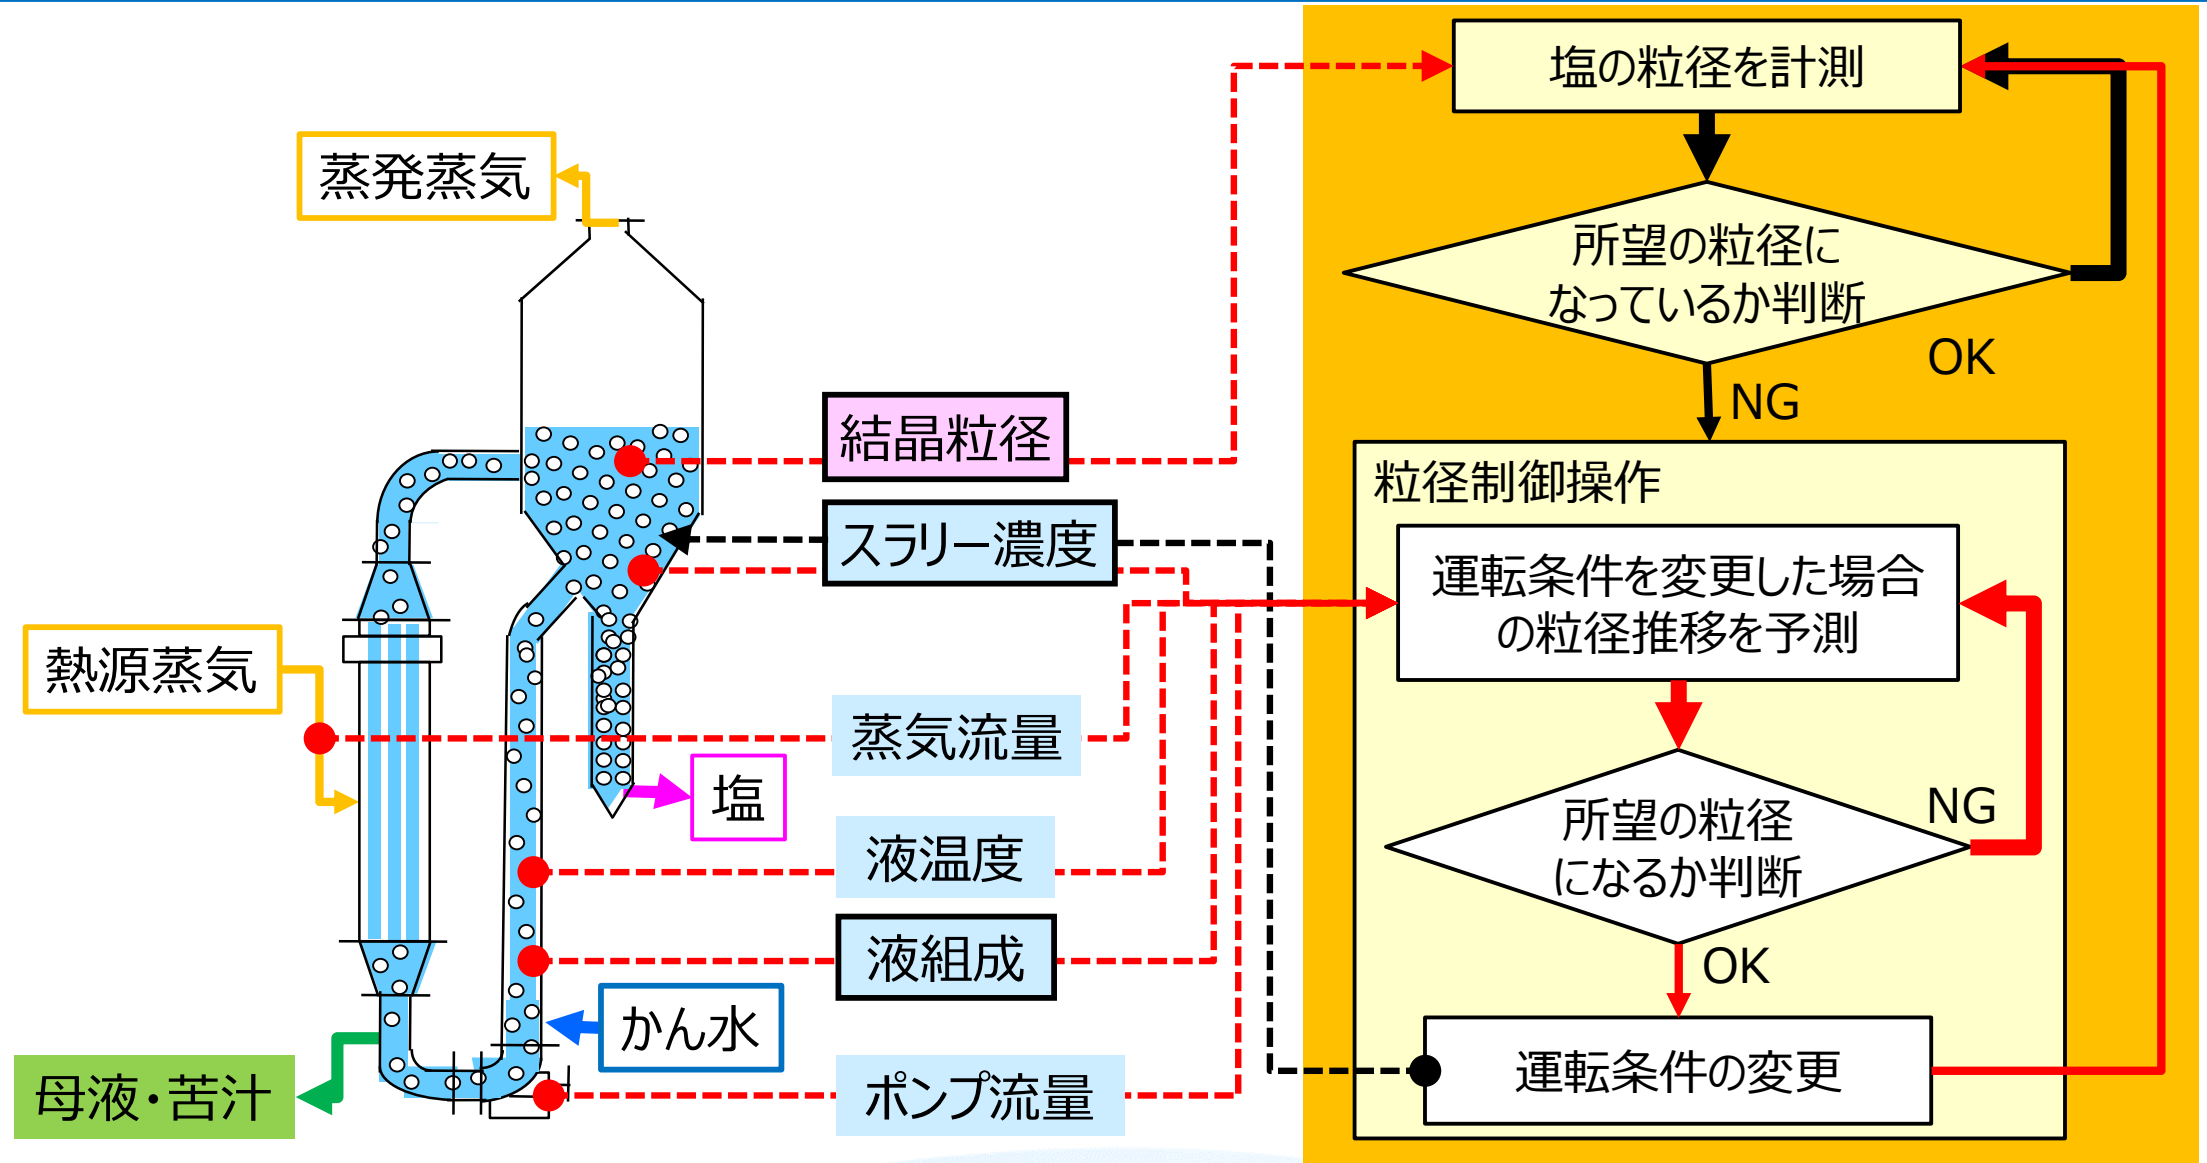 蒸発蒸気
熱源蒸気
母液・苦汁
塩
かん水
結晶粒径
スラリー濃度
蒸気流量
液温度
液組成
ポンプ流量
塩の粒径を計測
所望の粒径に
なっているか判断
OK
NG
粒径制御操作
運転条件を変更した場合
の粒径推移を予測
所望の粒径
になるか判断
NG
OK
運転条件の変更